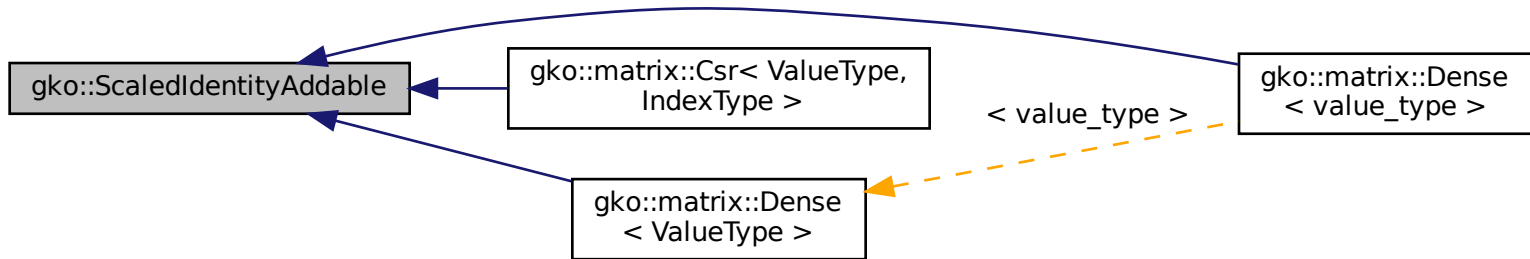 gko::ScaledIdentityAddable
gko::matrix::Csr< ValueType,
IndexType >
gko::matrix::Dense
< value_type >
< value_type >
gko::matrix::Dense
< ValueType >